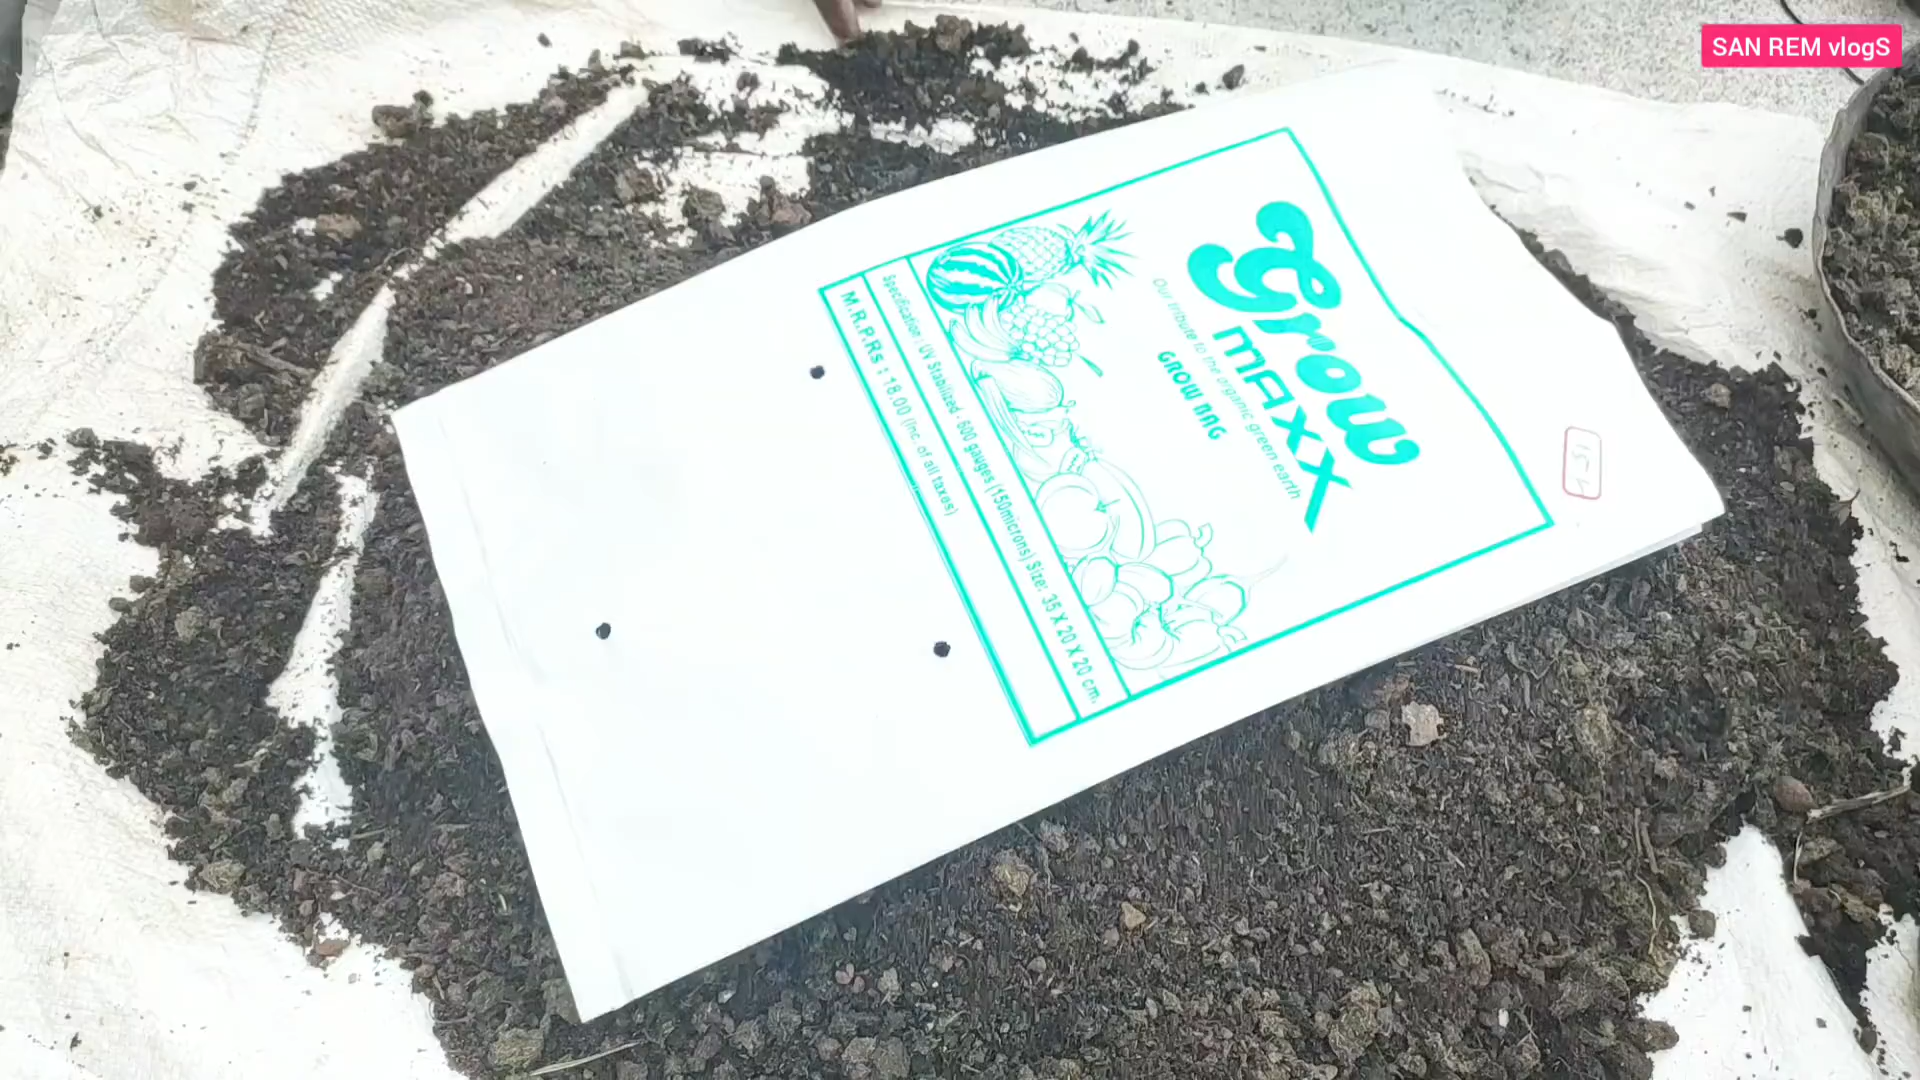 SAN REM vlogS
Grow
MAXX
Our tribute to the organic green earth
GROW BAG
Specification: UV Stabilized - 600 gauges (150microns) Size: 35 X 20 X 20 cm.
M.R.P.Rs : 18.00 (Inc. of all taxes)